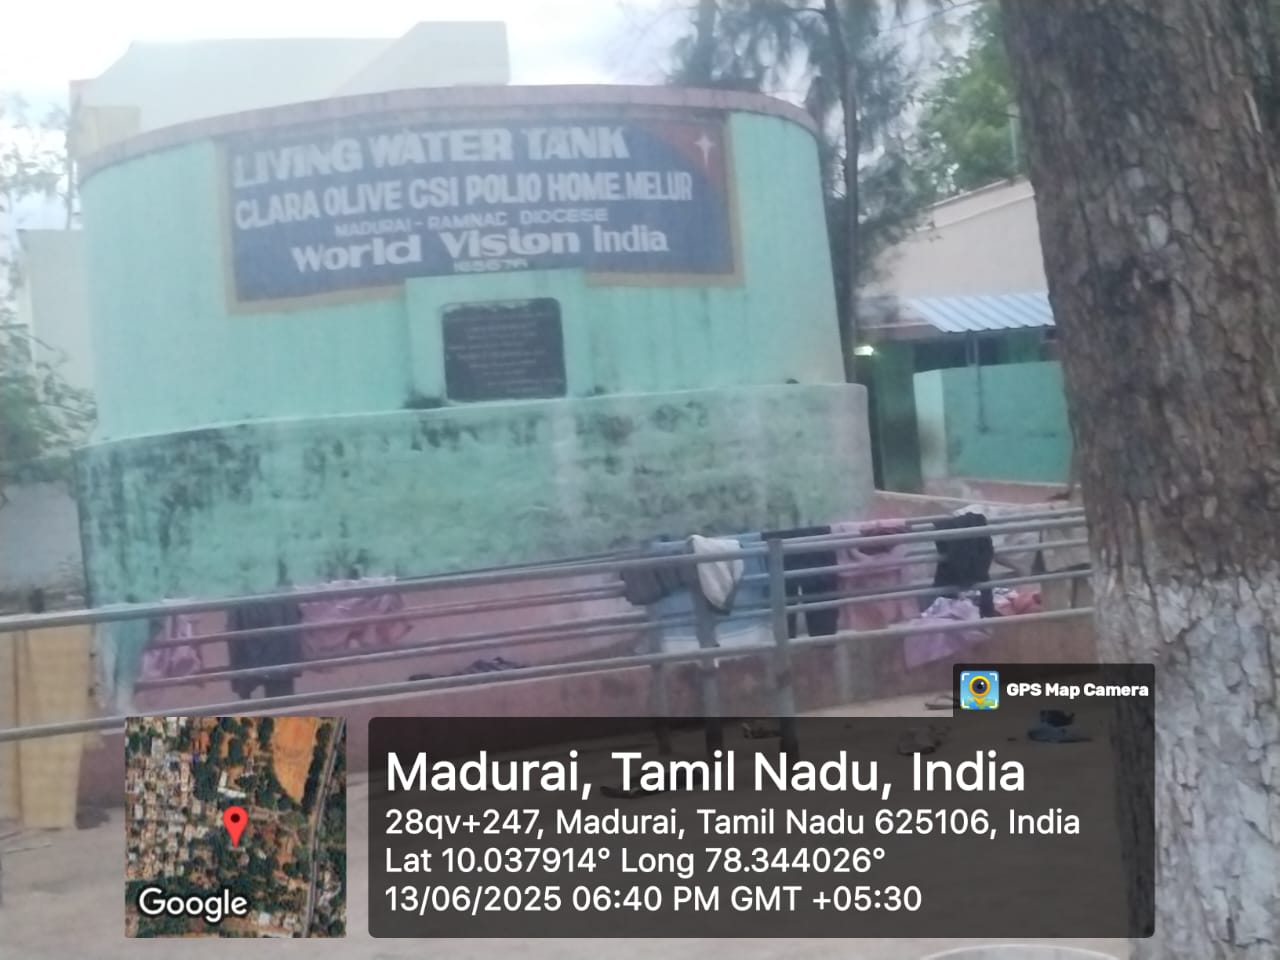 LIVING WATER TANK
CLARA OLIVE CSI POLIO HOME.MELUR
MADURAI - RAMNAD DIOCESE
World Vision India
GPS Map Camera
Madurai, Tamil Nadu, India
28qv+247, Madurai, Tamil Nadu 625106, India
Lat 10.037914° Long 78.344026°
13/06/2025 06:40 PM GMT +05:30
Google